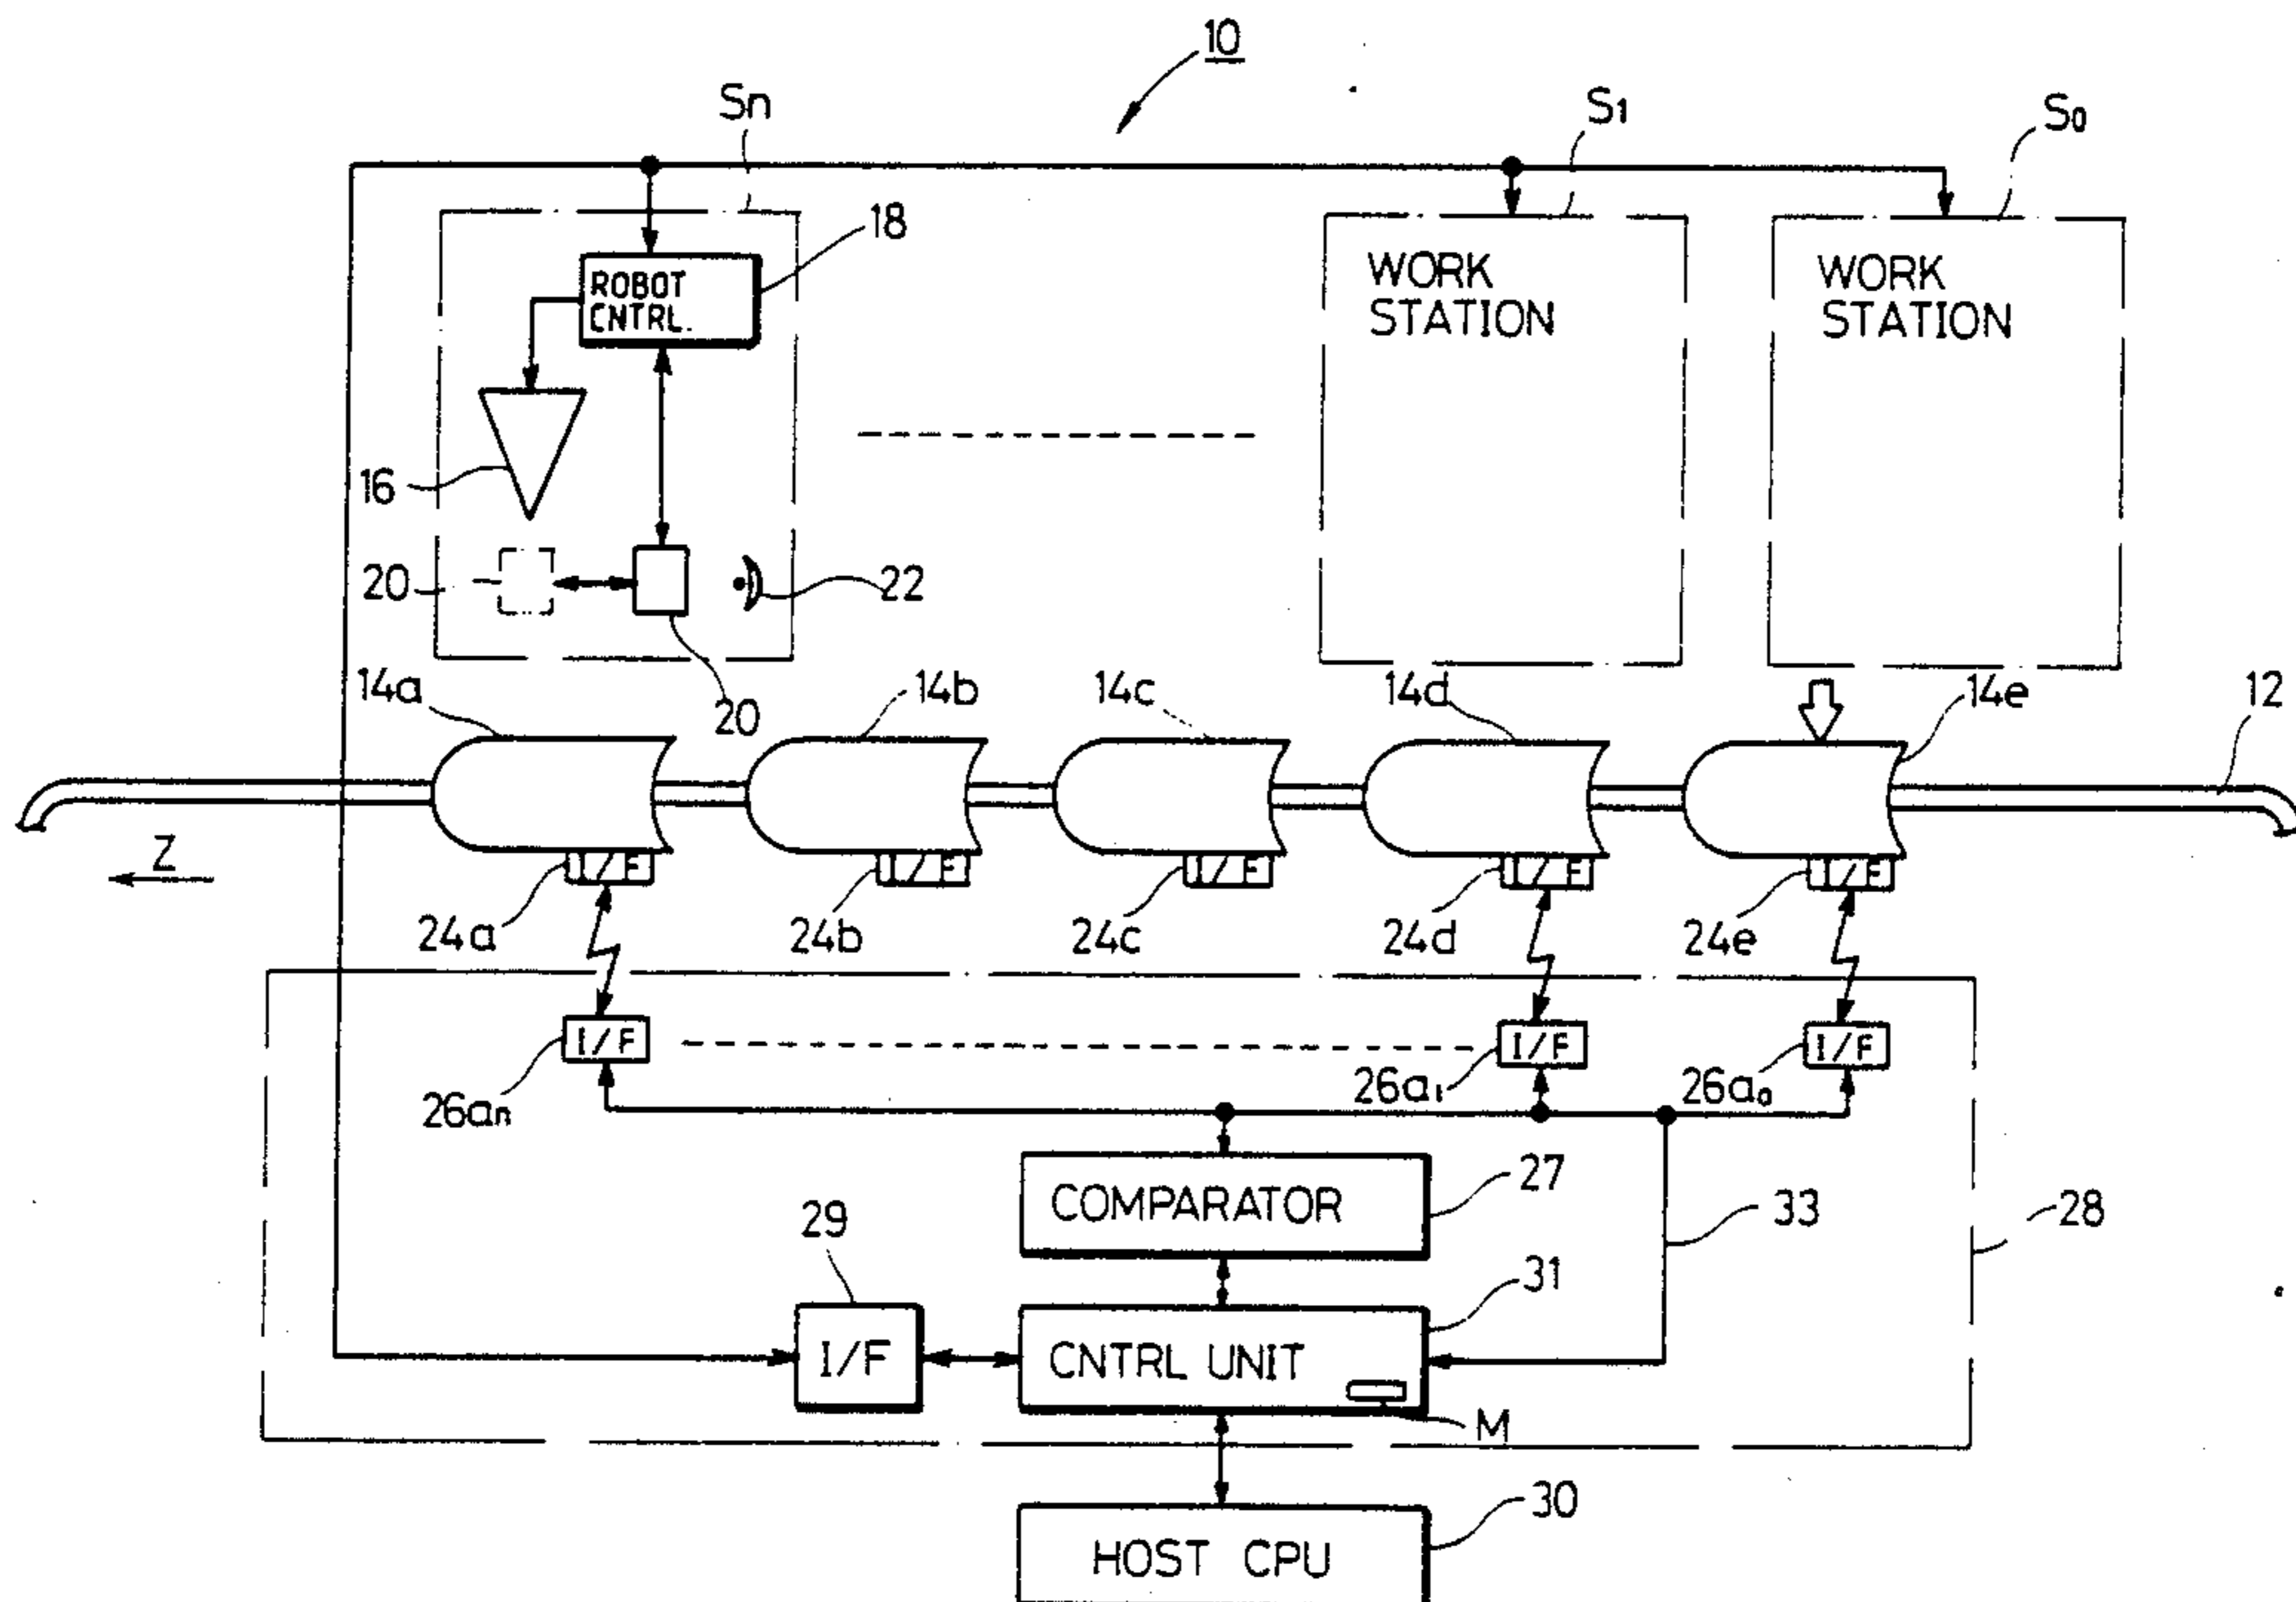 10
Sn
S1
S0
18
ROBOT
CNTRL.
WORK
STATION
WORK
STATION
16
20
22
20
14a
14b
14c
14d
14e
12
Z
I/F
I/F
I/F
I/F
I/F
24a
24b
24c
24d
24e
I/F
I/F
I/F
26an
26a1
26a0
COMPARATOR
27
33
28
29
31
I/F
CNTRL UNIT
M
30
HOST CPU